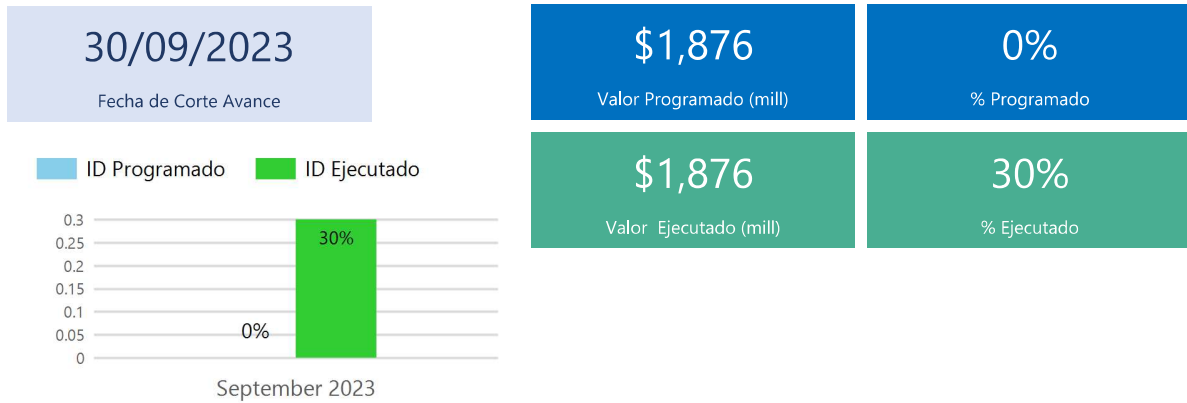 30/09/2023
Fecha de Corte Avance
$1,876
Valor Programado (mill)
0%
% Programado
$1,876
Valor  Ejecutado (mill)
30%
% Ejecutado
ID Programado
ID Ejecutado
0.3
0.25
0.2
0.15
0.1
0.05
0
30%
0%
September 2023